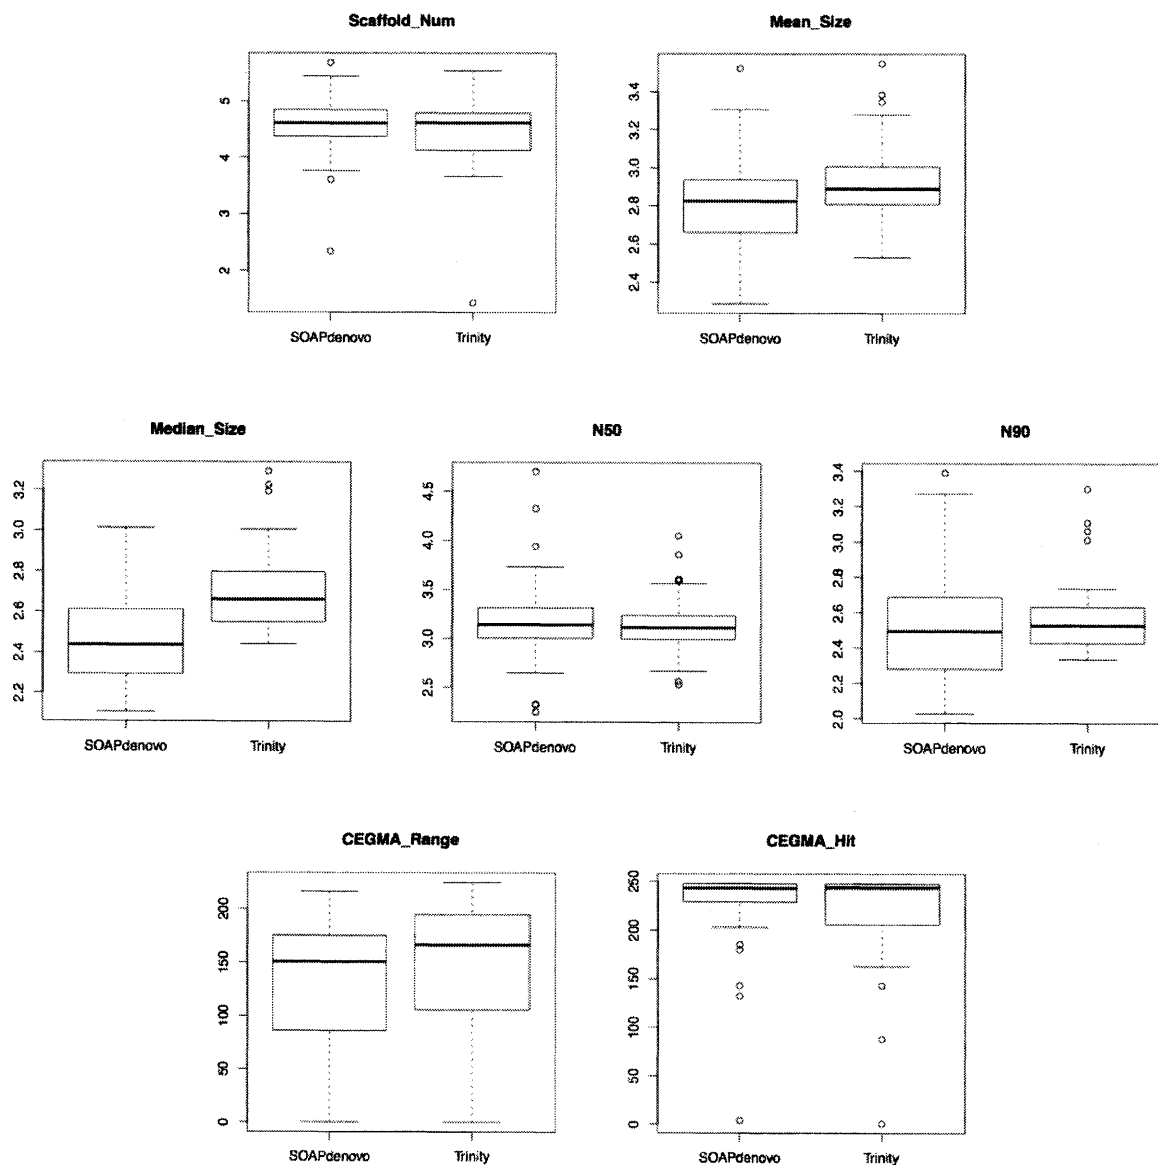 Scaffold_Num
5
4
3
2
SOAPdenovo
Trinity
Mean_Size
3.4
3.2
3.0
2.8
2.6
2.4
SOAPdenovo
Trinity
Median_Size
3.2
3.0
2.8
2.6
2.4
2.2
SOAPdenovo
Trinity
N50
4.5
4.0
3.5
3.0
2.5
SOAPdenovo
Trinity
N90
3.4
3.2
3.0
2.8
2.6
2.4
2.2
2.0
SOAPdenovo
Trinity
CEGMA_Range
200
150
100
50
0
SOAPdenovo
Trinity
CEGMA_Hit
250
200
150
100
50
0
SOAPdenovo
Trinity